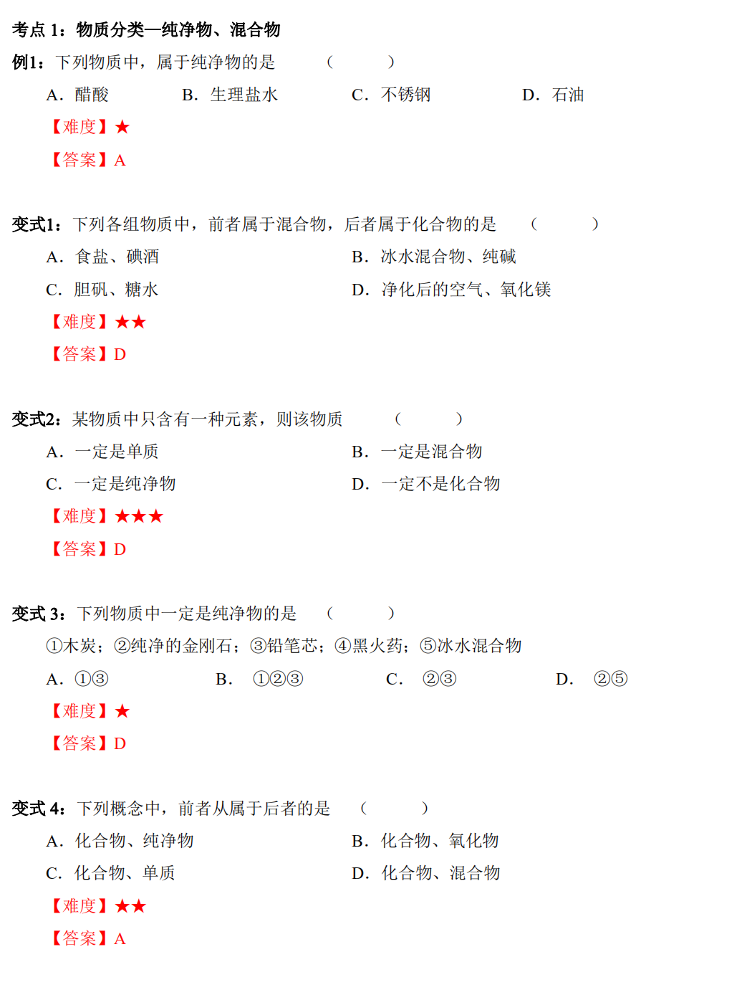 考点 1：物质分类—纯净物、混合物
例1：下列物质中，属于纯净物的是 （ ）
A．醋酸 B．生理盐水 C．不锈钢 D．石油
【难度】★
【答案】A
变式1：下列各组物质中，前者属于混合物，后者属于化合物的是 （ ）
A．食盐、碘酒 B．冰水混合物、纯碱
C．胆矾、糖水 D．净化后的空气、氧化镁
【难度】★★
【答案】D
变式2：某物质中只含有一种元素，则该物质 （ ）
A．一定是单质 B．一定是混合物
C．一定是纯净物 D．一定不是化合物
【难度】★★★
【答案】D
变式 3：下列物质中一定是纯净物的是 （ ）
①木炭；②纯净的金刚石；③铅笔芯；④黑火药；⑤冰水混合物
A．①③ B． ①②③ C． ②③ D． ②⑤
【难度】★
【答案】D
变式 4：下列概念中，前者从属于后者的是 （ ）
A．化合物、纯净物 B．化合物、氧化物
C．化合物、单质 D．化合物、混合物
【难度】★★
【答案】A